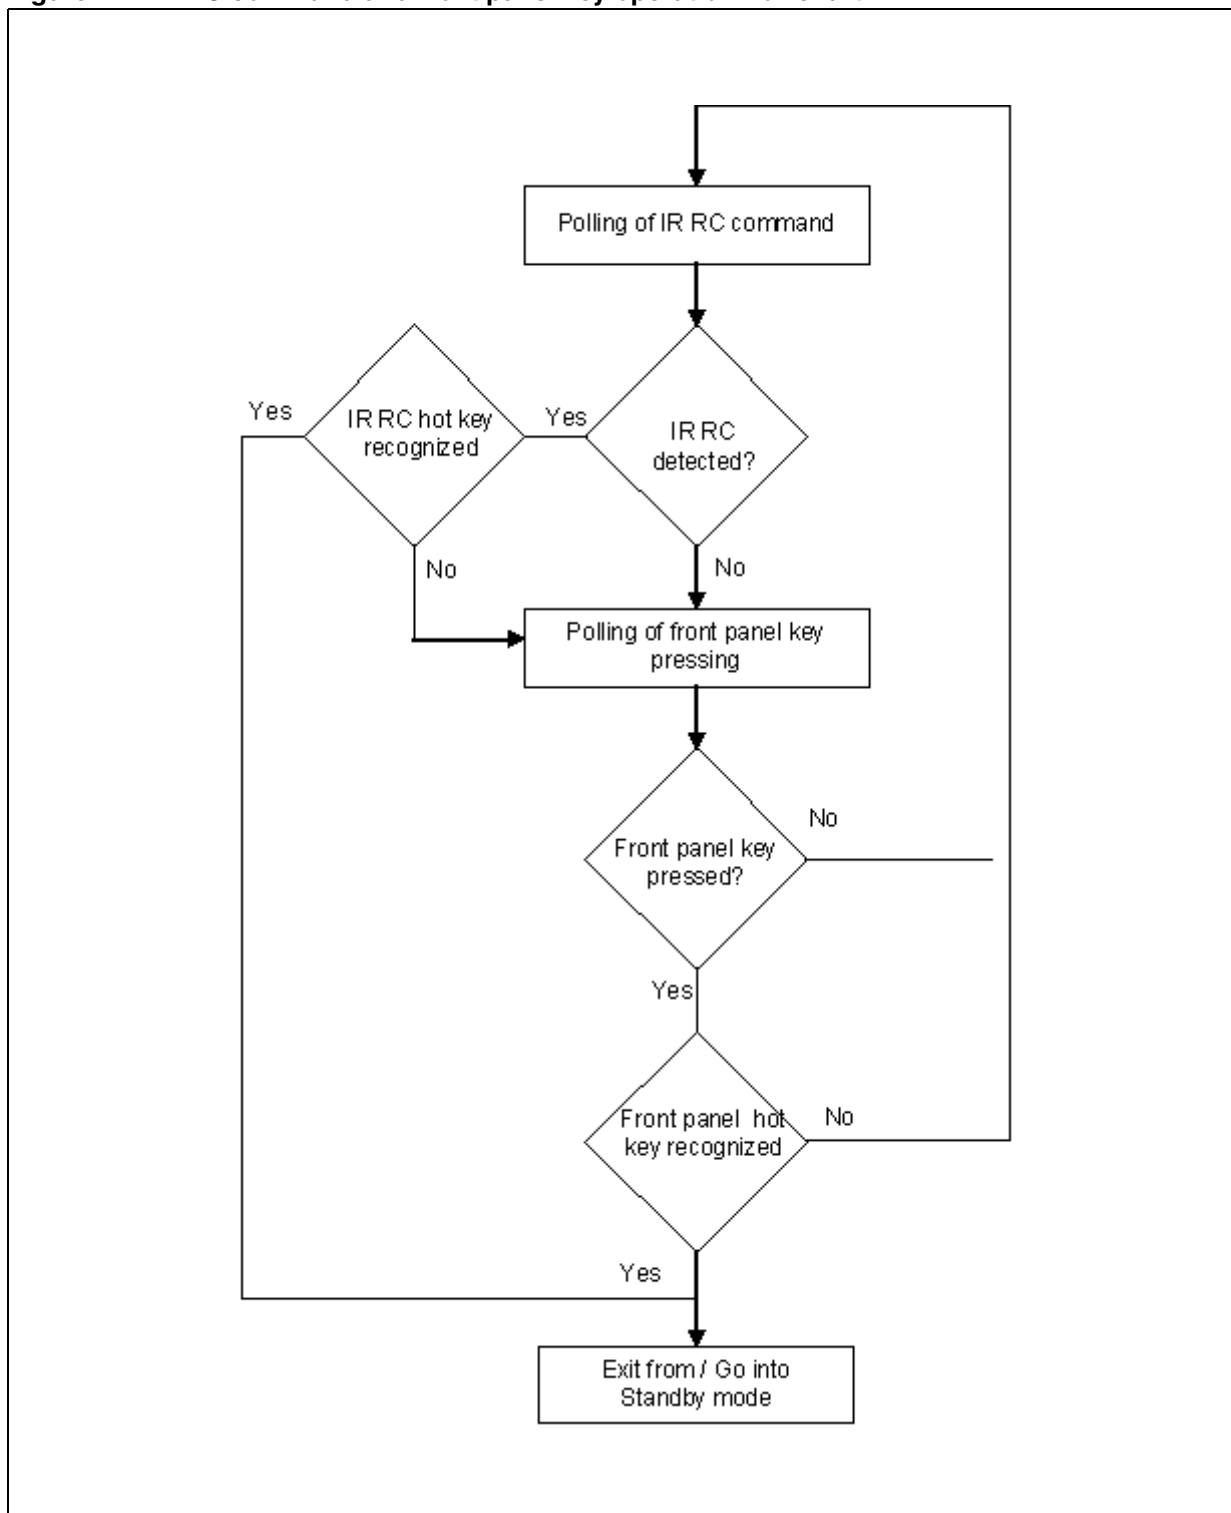 Polling of IR RC command
IR RC
detected?
Yes
IR RC hot key
recognized
Yes
No
No
Polling of front panel key
pressing
Front panel key
pressed?
No
Yes
Front panel hot
key recognized
No
Yes
Exit from / Go into
Standby mode